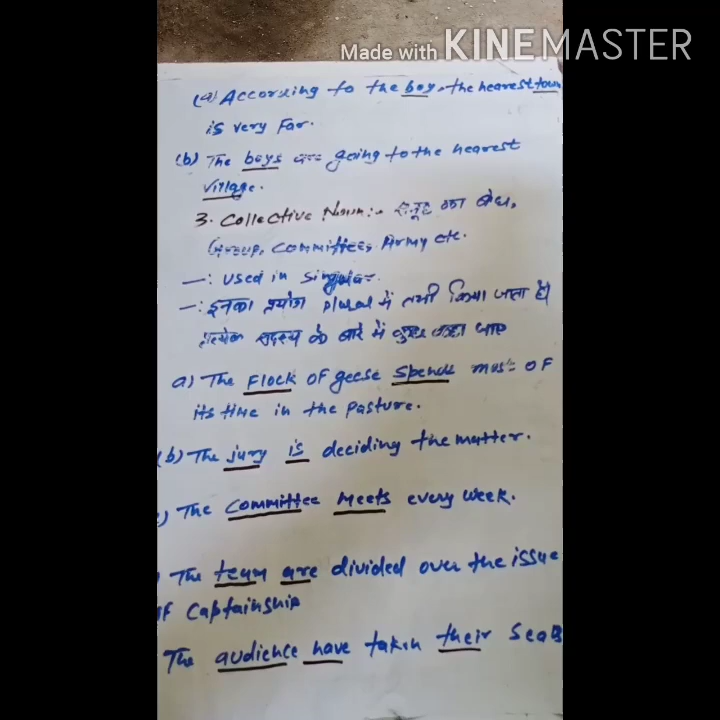 Made with KINEMASTER
(a) According to the boy, the nearest town
is very Far.
(b) The boys are going to the nearest
village.
3. Collective Noun :- समूह का बोध,
Group, Committee, Army etc.
—: Used in Singular
—: इनका प्रयोग plural में तभी किया जाता है।
प्रत्येक सदस्य के बारे में कुछ कहा जाए
a) The Flock of geese spends most of
its time in the Pasture.
(b) The jury is deciding the matter.
) The Committee Meets every week.
The team are divided over the issue
of Captainship
The audience have taken their seats